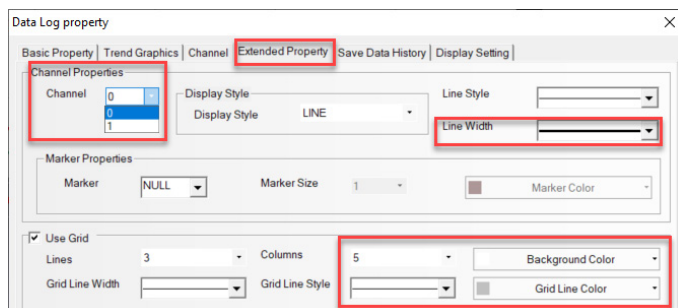 Data Log property
Basic Property Trend Graphics Channel Extended Property Save Data History Display Setting
Channel Properties
Channel 0
0
1
Display Style
Display Style LINE
Line Style
Line Width
Marker Properties
Marker NULL Marker Size 1 Marker Color
Use Grid
Lines 3 Columns 5 Background Color
Grid Line Width Grid Line Style Grid Line Color